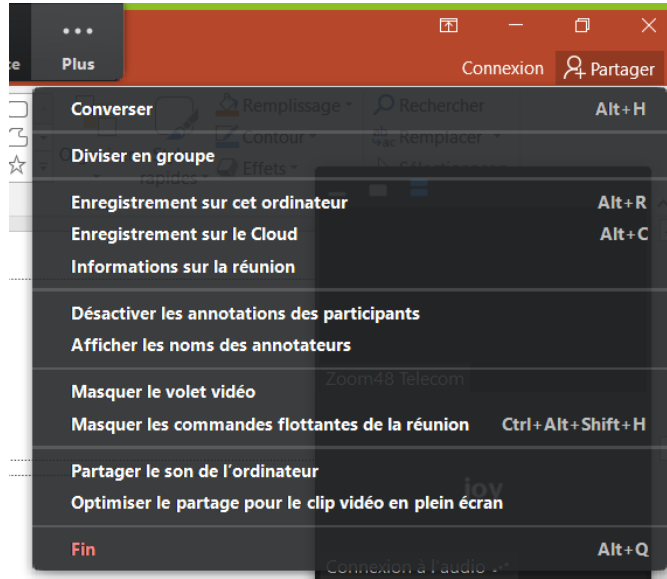 Plus
Connexion Partager
Converser Alt+H
Remplissage Rechercher
Contour Remplacer
Diviser en groupe
rapides Effets
Enregistrement sur cet ordinateur Alt+R
Enregistrement sur le Cloud Alt+C
Informations sur la réunion
Désactiver les annotations des participants
Afficher les noms des annotateurs
Zoom48 Telecom
Masquer le volet vidéo
Masquer les commandes flottantes de la réunion Ctrl+Alt+Shift+H
Partager le son de l'ordinateur
joy
Optimiser le partage pour le clip vidéo en plein écran
Fin Alt+Q
Connexion à l'audio